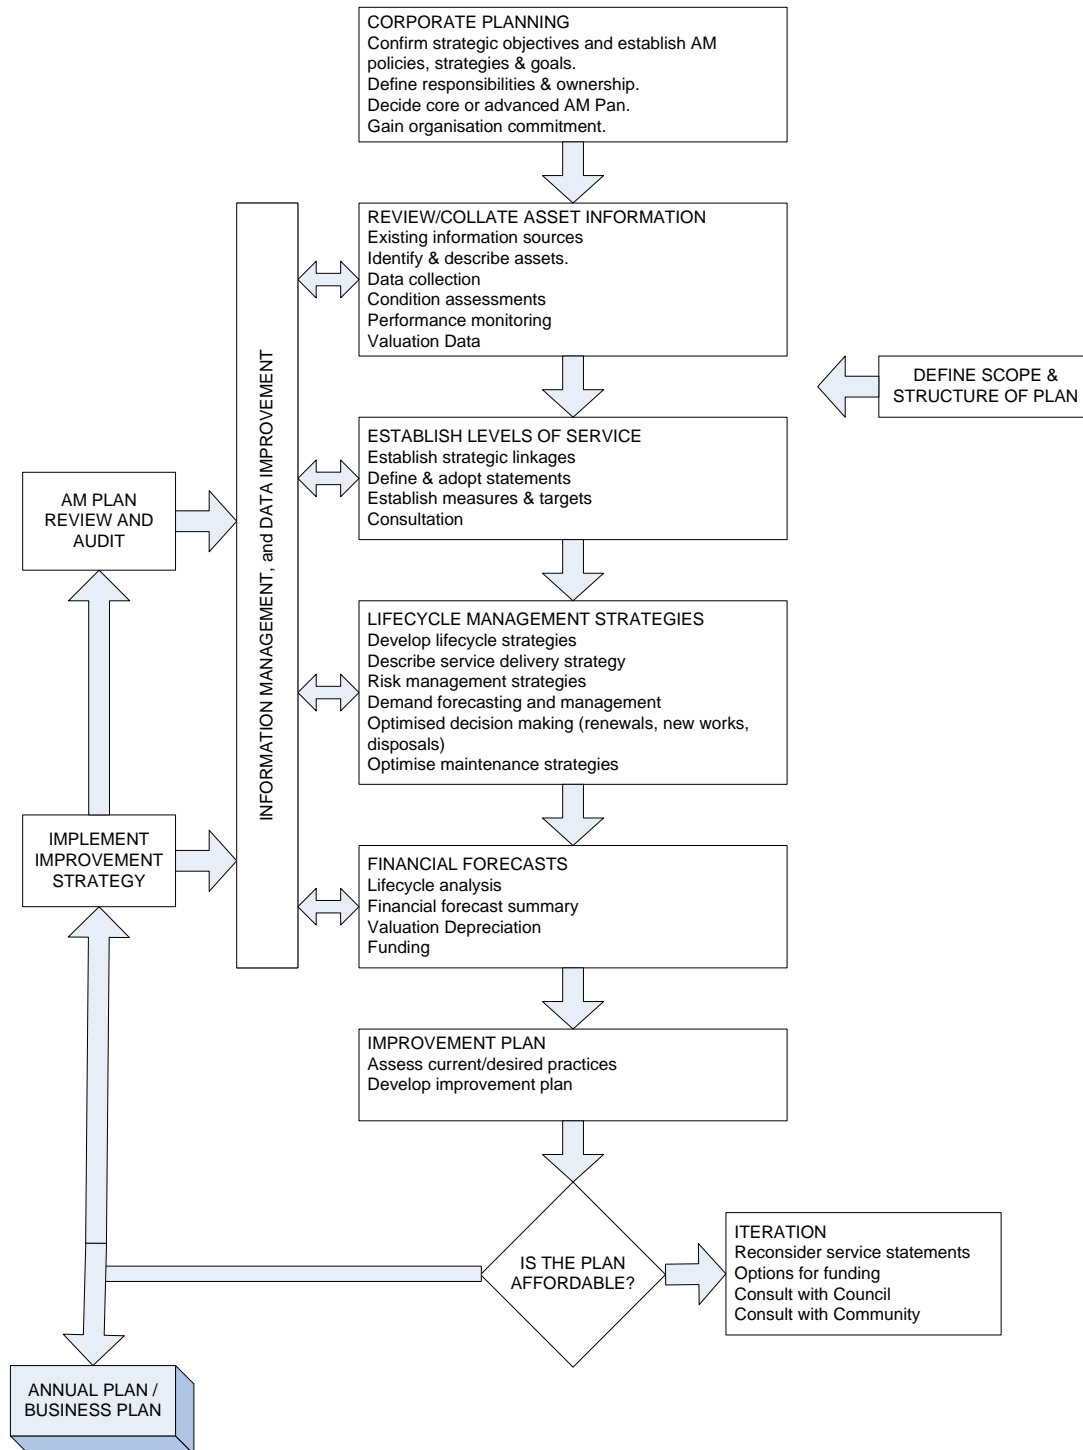 CORPORATE PLANNING
Confirm strategic objectives and establish AM
policies, strategies & goals.
Define responsibilities & ownership.
Decide core or advanced AM Pan.
Gain organisation commitment.
REVIEW/COLLATE ASSET INFORMATION
Existing information sources
Identify & describe assets.
Data collection
Condition assessments
Performance monitoring
Valuation Data
DEFINE SCOPE &
STRUCTURE OF PLAN
INFORMATION MANAGEMENT, and DATA IMPROVEMENT
ESTABLISH LEVELS OF SERVICE
Establish strategic linkages
Define & adopt statements
Establish measures & targets
Consultation
AM PLAN
REVIEW AND
AUDIT
LIFECYCLE MANAGEMENT STRATEGIES
Develop lifecycle strategies
Describe service delivery strategy
Risk management strategies
Demand forecasting and management
Optimised decision making (renewals, new works,
disposals)
Optimise maintenance strategies
IMPLEMENT
IMPROVEMENT
STRATEGY
FINANCIAL FORECASTS
Lifecycle analysis
Financial forecast summary
Valuation Depreciation
Funding
IMPROVEMENT PLAN
Assess current/desired practices
Develop improvement plan
IS THE PLAN
AFFORDABLE?
ITERATION
Reconsider service statements
Options for funding
Consult with Council
Consult with Community
ANNUAL PLAN /
BUSINESS PLAN